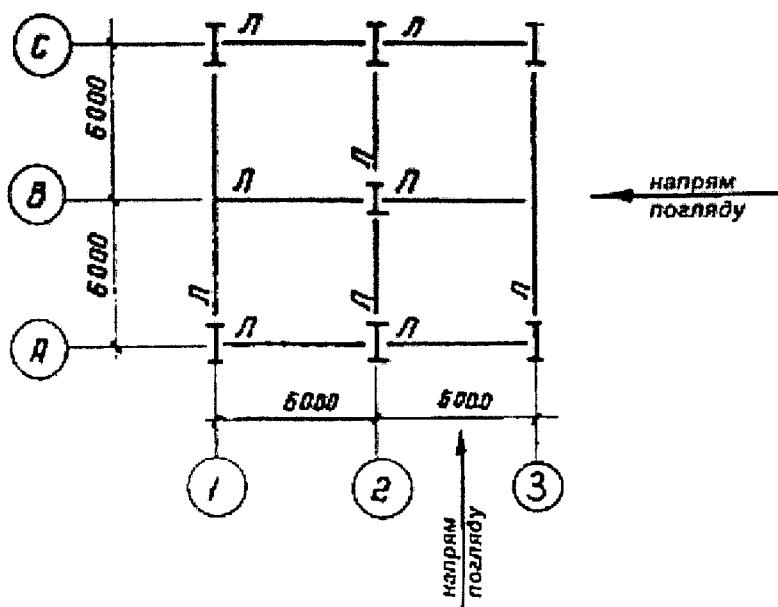 С Л Л
6000
Л
В Л Л
напрям
погляду
6000
Л Л Л
А Л Л
6000 6000
1 2 3
напрям
погляду